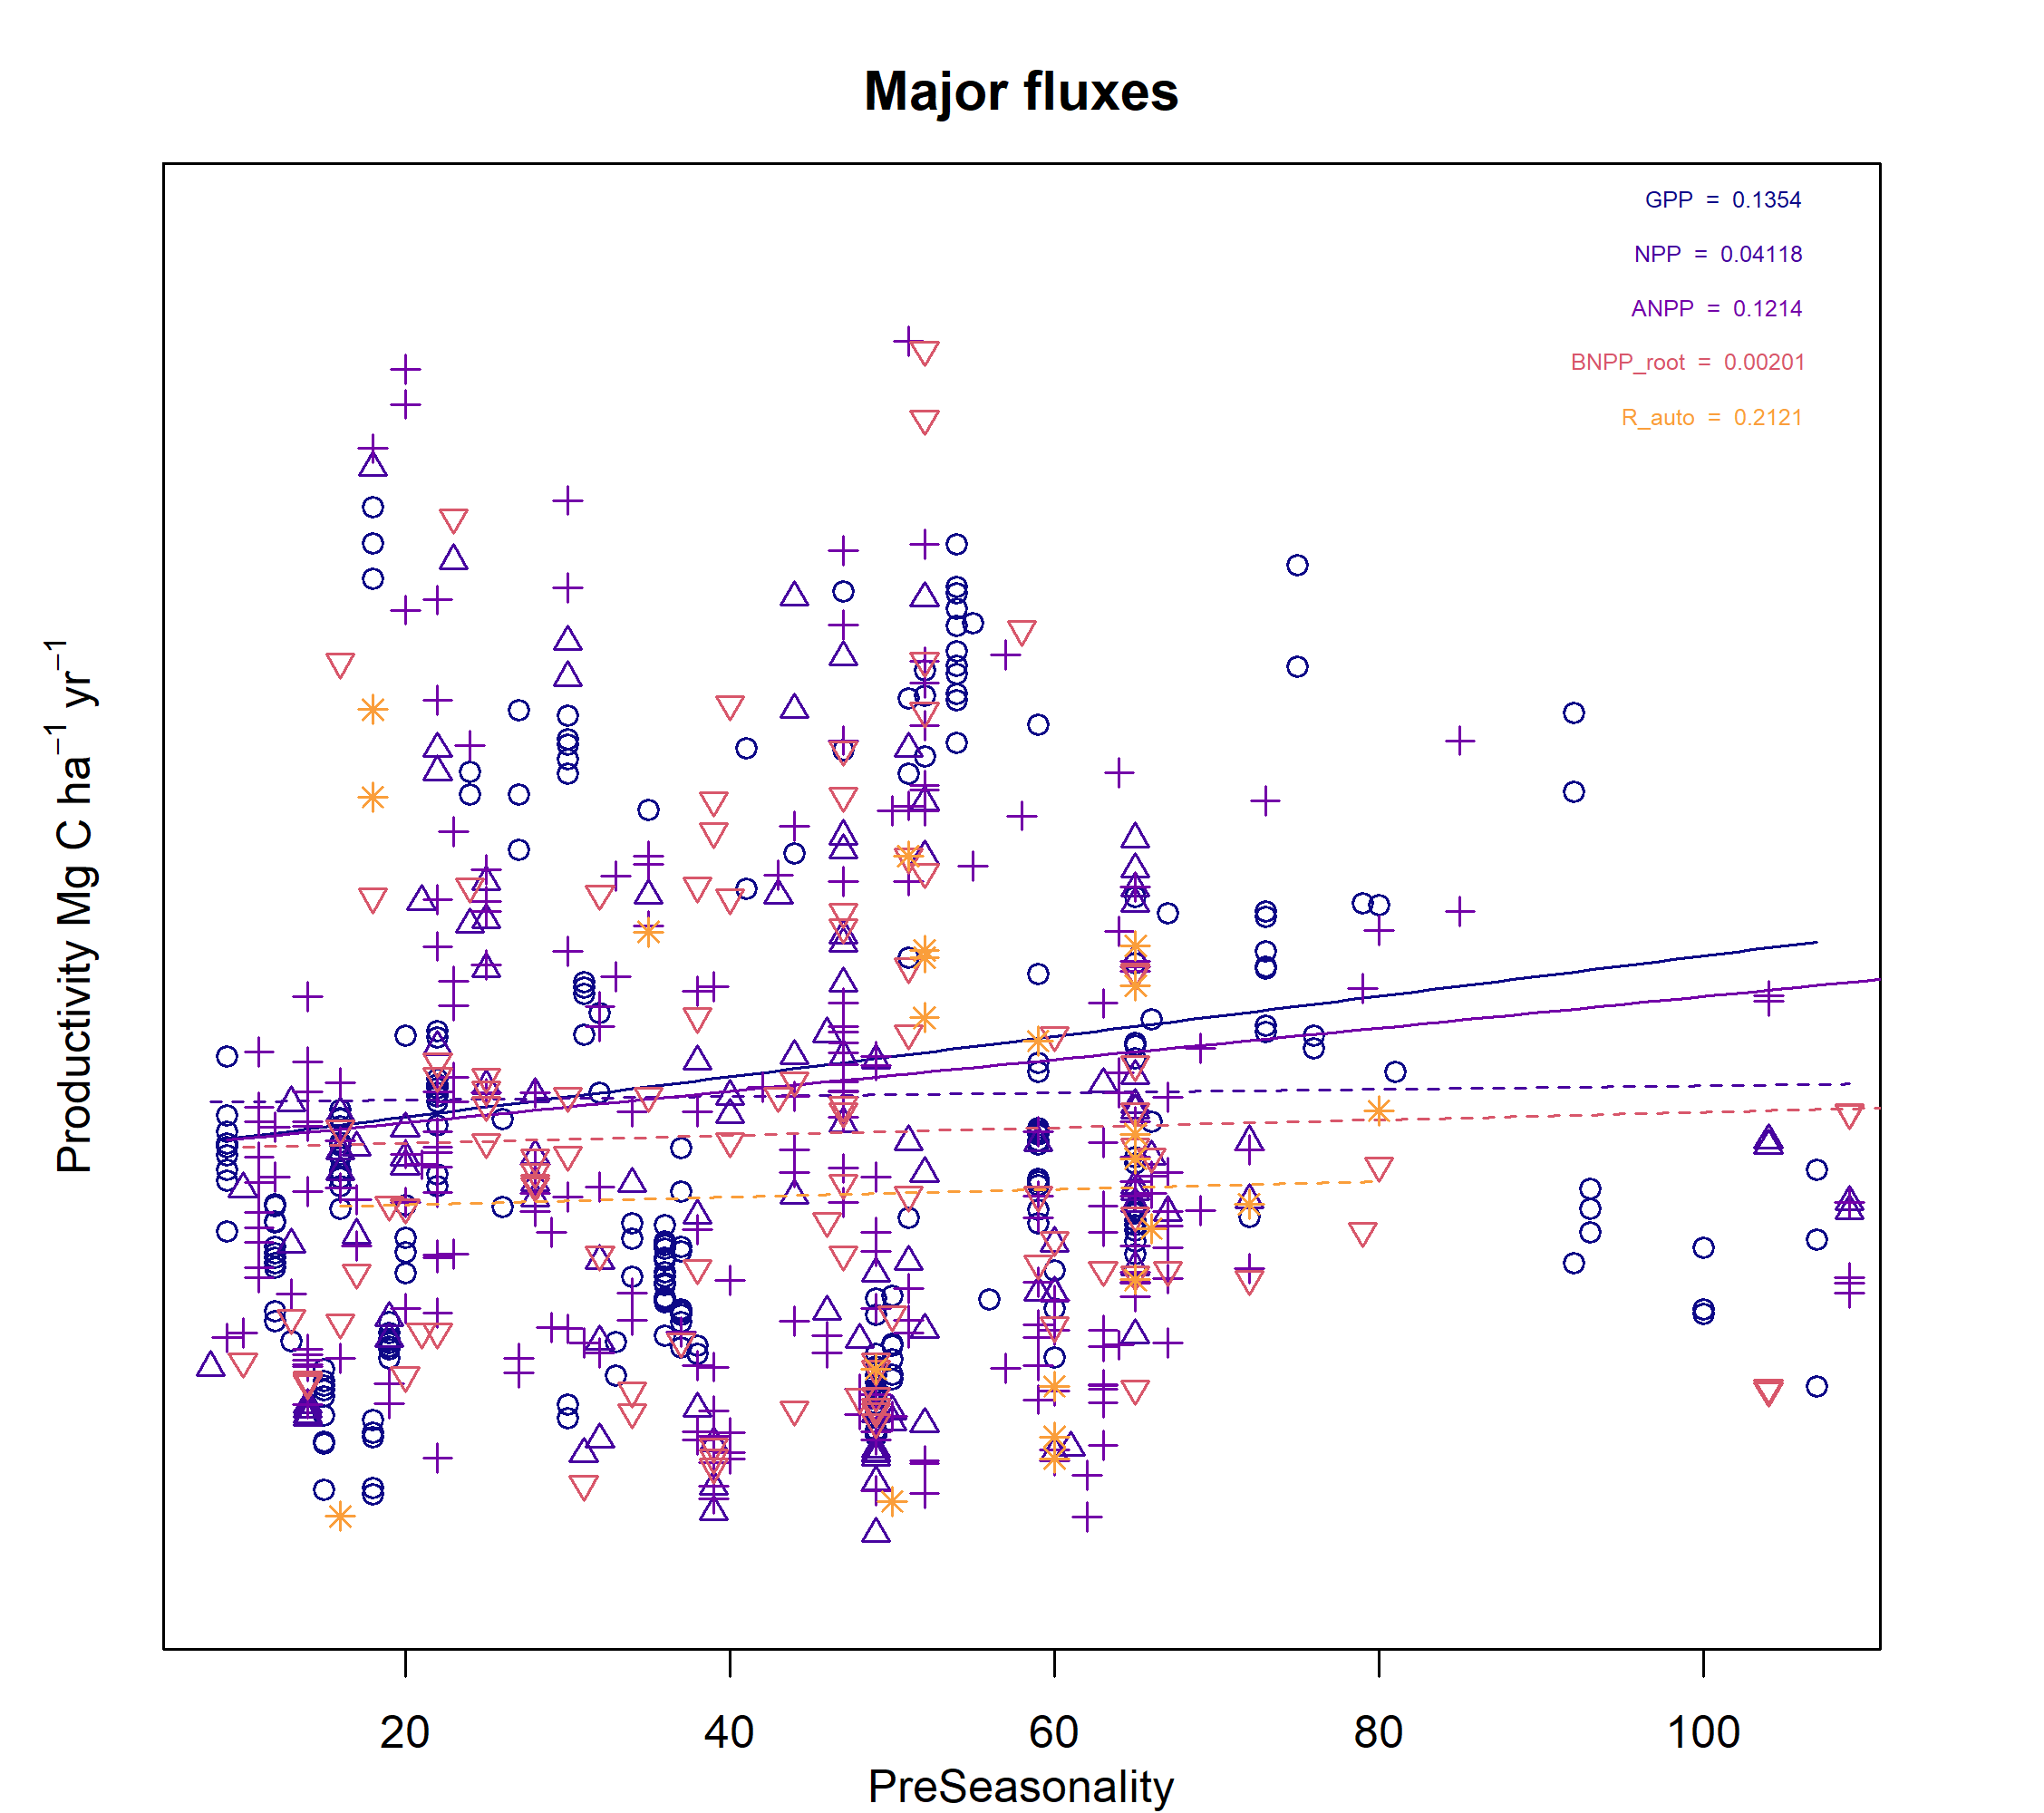 Major fluxes
GPP = 0.1354
NPP = 0.04118
ANPP = 0.1214
BNPP_root = 0.00201
R_auto = 0.2121
Productivity Mg C ha⁻¹ yr⁻¹
20 40 60 80 100
PreSeasonality